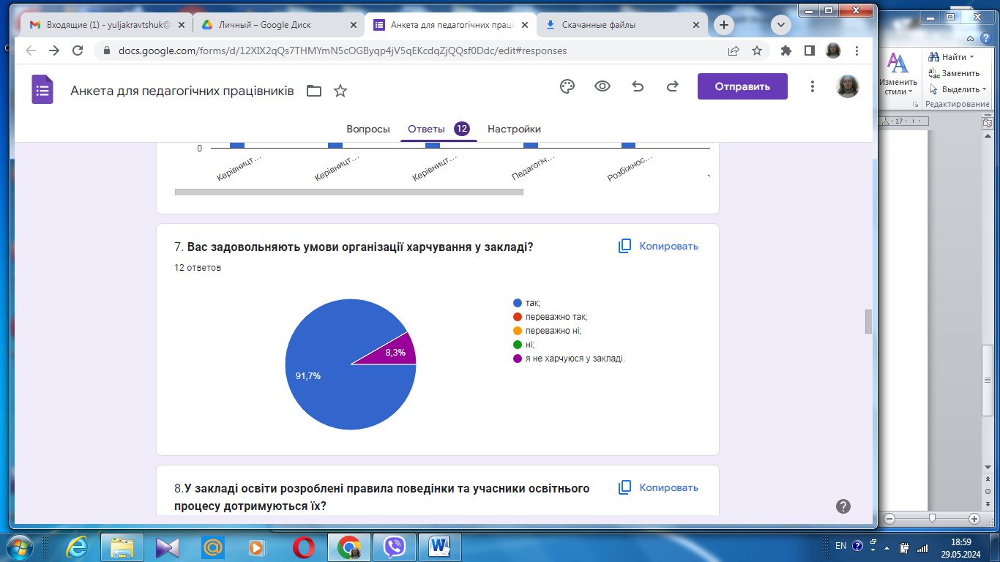 Входящие (1) - yuljakravtshuk@
Личный – Google Диск
Анкета для педагогічних праці
Скачанные файлы
docs.google.com/forms/d/12XIX2qQs7THMYmN5cOGByqp4jV5qEKcdqZjQQsf0Ddc/edit#responses
Анкета для педагогічних працівників
Отправить
Вопросы
Ответы 12
Настройки
0
Керівницт…
Керівницт…
Керівницт…
Педагогіч…
Розбіжнос…
7. Вас задовольняють умови організації харчування у закладі?
Копировать
12 ответов
так;
переважно так;
переважно ні;
ні;
я не харчуюся у закладі.
8,3%
91,7%
8.У закладі освіти розроблені правила поведінки та учасники освітнього
процесу дотримуються їх?
Копировать
Найти
Заменить
Выделить
Изменить
стили
Редактирование
17
EN
18:59
29.05.2024